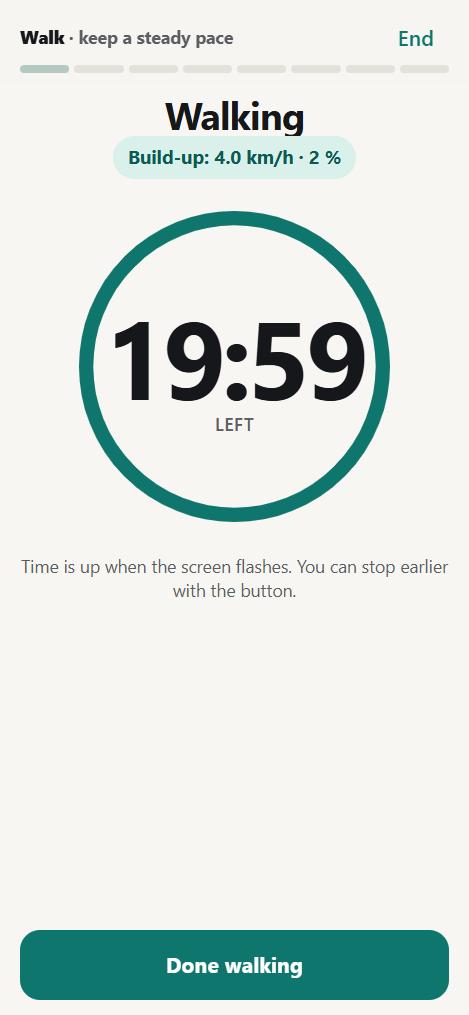 Walk · keep a steady pace
End
Walking
Build-up: 4.0 km/h · 2 %
19:59
LEFT
Time is up when the screen flashes. You can stop earlier
with the button.
Done walking